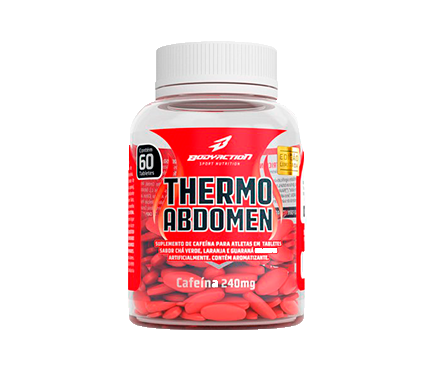 Contém
60
Tabletes
BODYACTION
SPORT NUTRITION
THERMO
ABDOMEN
SUPLEMENTO DE CAFEÍNA PARA ATLETAS EM TABLETES
SABOR CHÁ VERDE, LARANJA E GUARANÁ
ARTIFICIALMENTE. CONTÉM AROMATIZANTE.
Cafeína 240mg